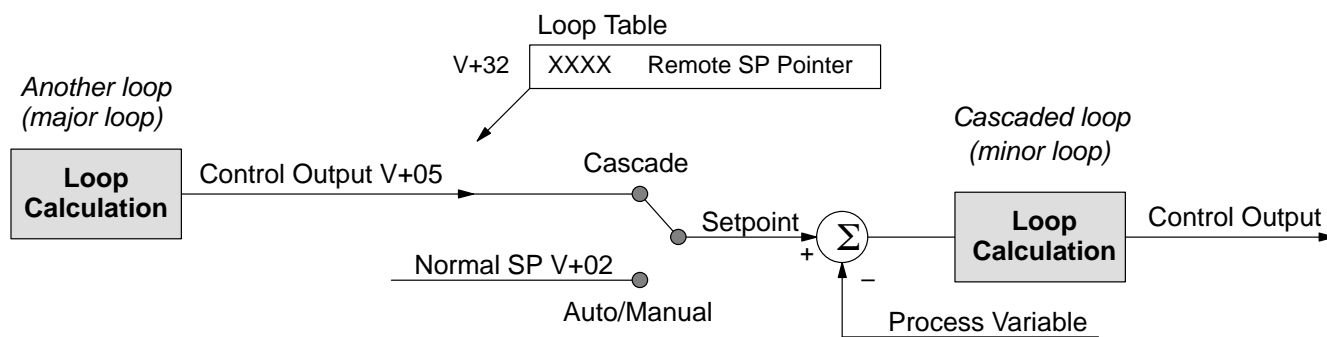 Loop Table
V+32 XXXX Remote SP Pointer
Another loop
(major loop)
Loop
Calculation
Control Output V+05
Cascade
Normal SP V+02
Auto/Manual
Setpoint
+
Σ
–
Process Variable
Cascaded loop
(minor loop)
Loop
Calculation
Control Output